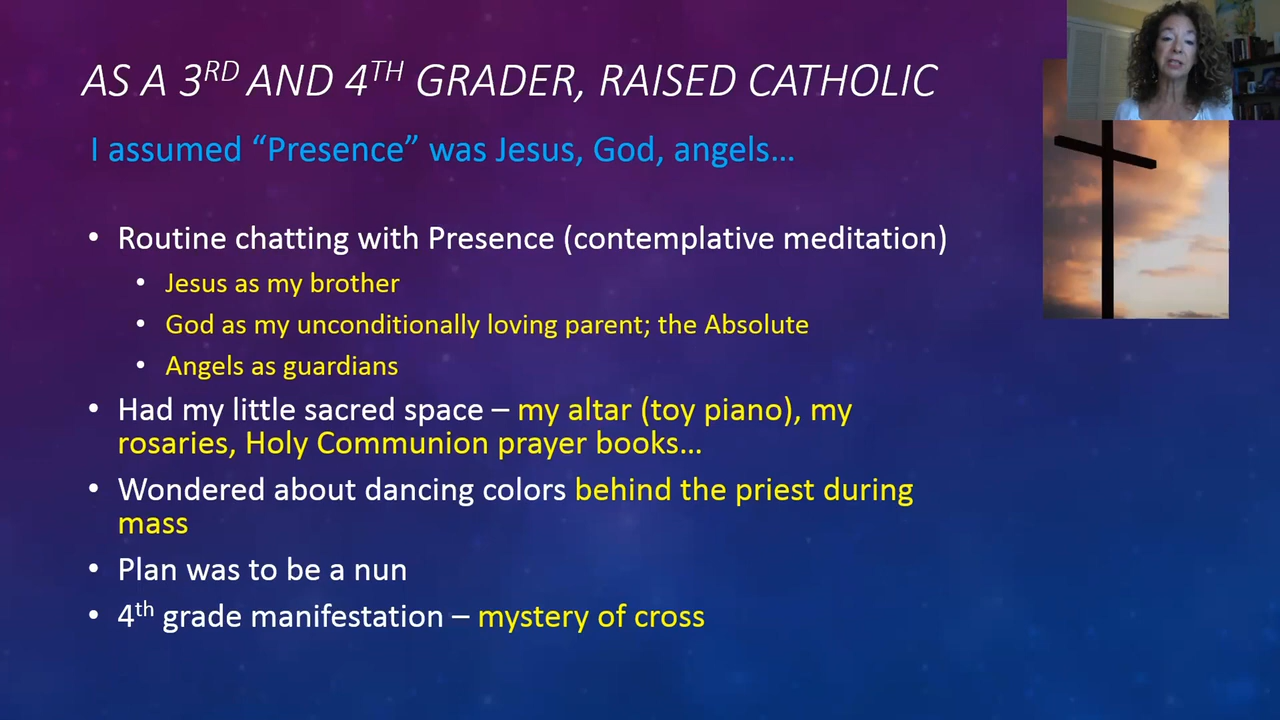 AS A 3RD AND 4TH GRADER, RAISED CATHOLIC
I assumed “Presence” was Jesus, God, angels…
• Routine chatting with Presence (contemplative meditation)
• Jesus as my brother
• God as my unconditionally loving parent; the Absolute
• Angels as guardians
• Had my little sacred space – my altar (toy piano), my
rosaries, Holy Communion prayer books…
• Wondered about dancing colors behind the priest during
mass
• Plan was to be a nun
• 4th grade manifestation – mystery of cross